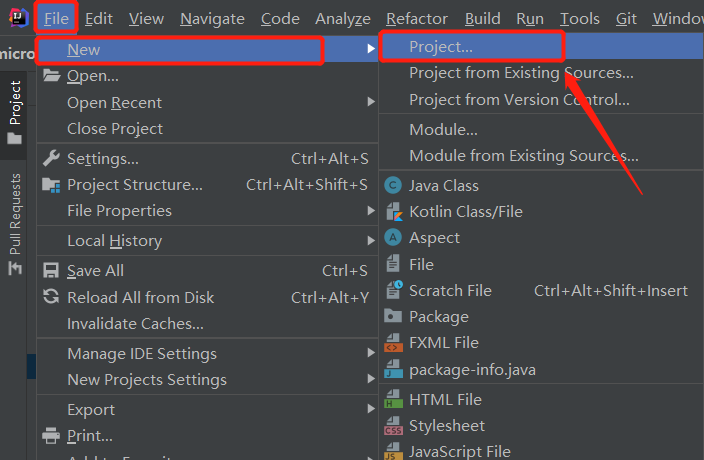 File Edit View Navigate Code Analyze Refactor Build Run Tools Git Window
micro
Project
Pull Requests
New
Open...
Open Recent
Close Project
Settings... Ctrl+Alt+S
Project Structure... Ctrl+Alt+Shift+S
File Properties
Local History
Save All Ctrl+S
Reload All from Disk Ctrl+Alt+Y
Invalidate Caches...
Manage IDE Settings
New Projects Settings
Export
Print...
Add to Favorites
Project...
Project from Existing Sources...
Project from Version Control...
Module...
Module from Existing Sources...
Java Class
Kotlin Class/File
Aspect
File
Scratch File Ctrl+Alt+Shift+Insert
Package
FXML File
package-info.java
HTML File
Stylesheet
JavaScript File